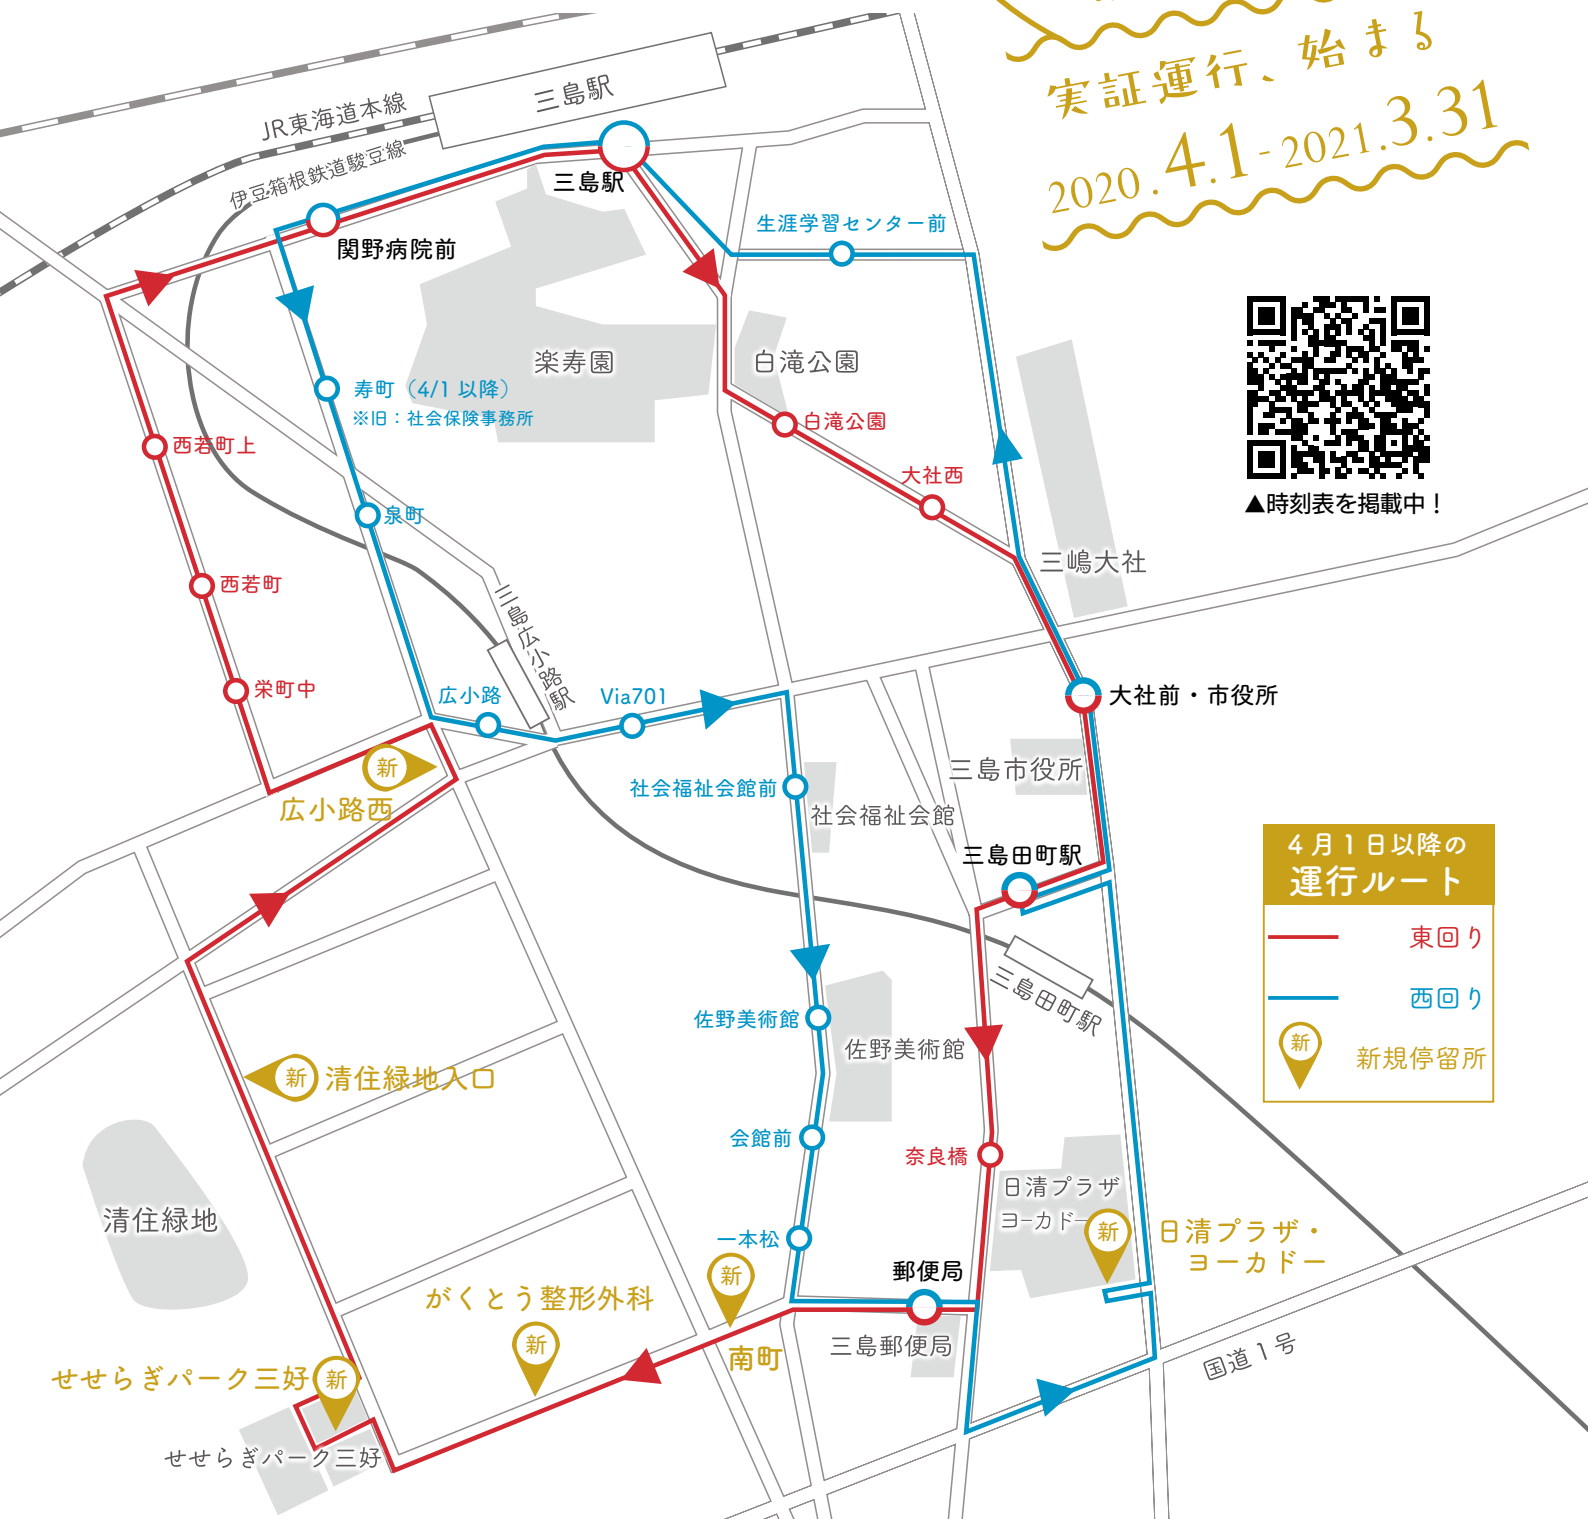 実証運行、始まる
2020.4.1-2021.3.31
三島駅
JR東海道本線
伊豆箱根鉄道駿豆線
三島駅
関野病院前
生涯学習センター前
楽寿園
白滝公園
寿町（4/1 以降）
※旧：社会保険事務所
白滝公園
西若町上
大社西
▲時刻表を掲載中！
泉町
三嶋大社
西若町
三島広小路駅
栄町中
広小路
Via701
大社前・市役所
新
広小路西
社会福祉会館前
社会福祉会館
三島市役所
三島田町駅
4月1日以降の
運行ルート
東回り
西回り
新
新規停留所
三島田町駅
佐野美術館
佐野美術館
新
清住緑地入口
会館前
奈良橋
日清プラザ
ヨーカドー
新
日清プラザ・
ヨーカドー
清住緑地
一本松
新
南町
郵便局
三島郵便局
がくとう整形外科
新
国道1号
せせらぎパーク三好
新
せせらぎパーク三好